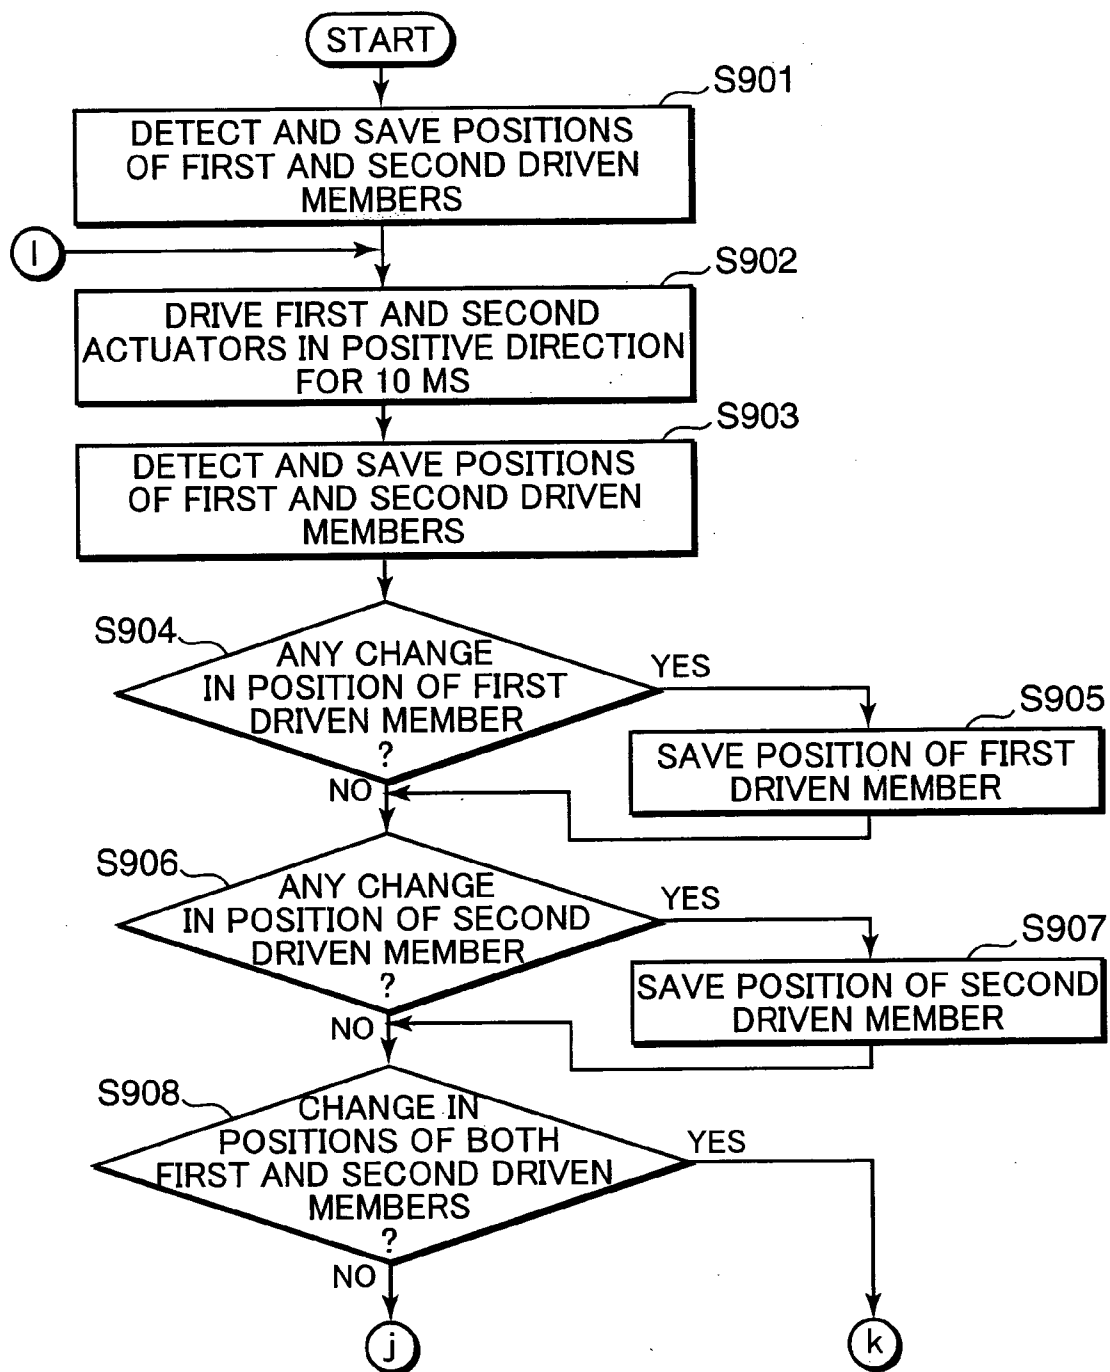 START
S901
DETECT AND SAVE POSITIONS
OF FIRST AND SECOND DRIVEN
MEMBERS
l
S902
DRIVE FIRST AND SECOND
ACTUATORS IN POSITIVE DIRECTION
FOR 10 MS
S903
DETECT AND SAVE POSITIONS
OF FIRST AND SECOND DRIVEN
MEMBERS
S904
ANY CHANGE
IN POSITION OF FIRST
DRIVEN MEMBER
?
YES
NO
S905
SAVE POSITION OF FIRST
DRIVEN MEMBER
S906
ANY CHANGE
IN POSITION OF SECOND
DRIVEN MEMBER
?
YES
NO
S907
SAVE POSITION OF SECOND
DRIVEN MEMBER
S908
CHANGE IN
POSITIONS OF BOTH
FIRST AND SECOND DRIVEN
MEMBERS
?
YES
NO
j
k